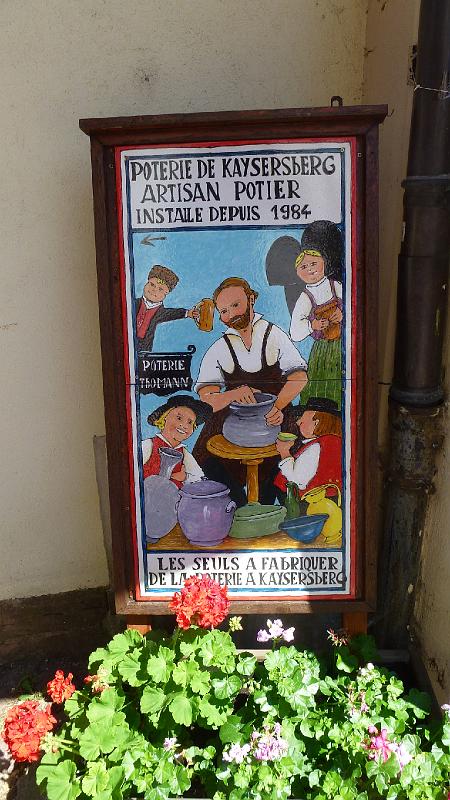 POTERIE DE KAYSERSBERG
ARTISAN POTIER
INSTALLE DEPUIS 1984
POTERIE
THOMANN
LES SEULS A FABRIQUER
DE LA POTERIE A KAYSERSBERG